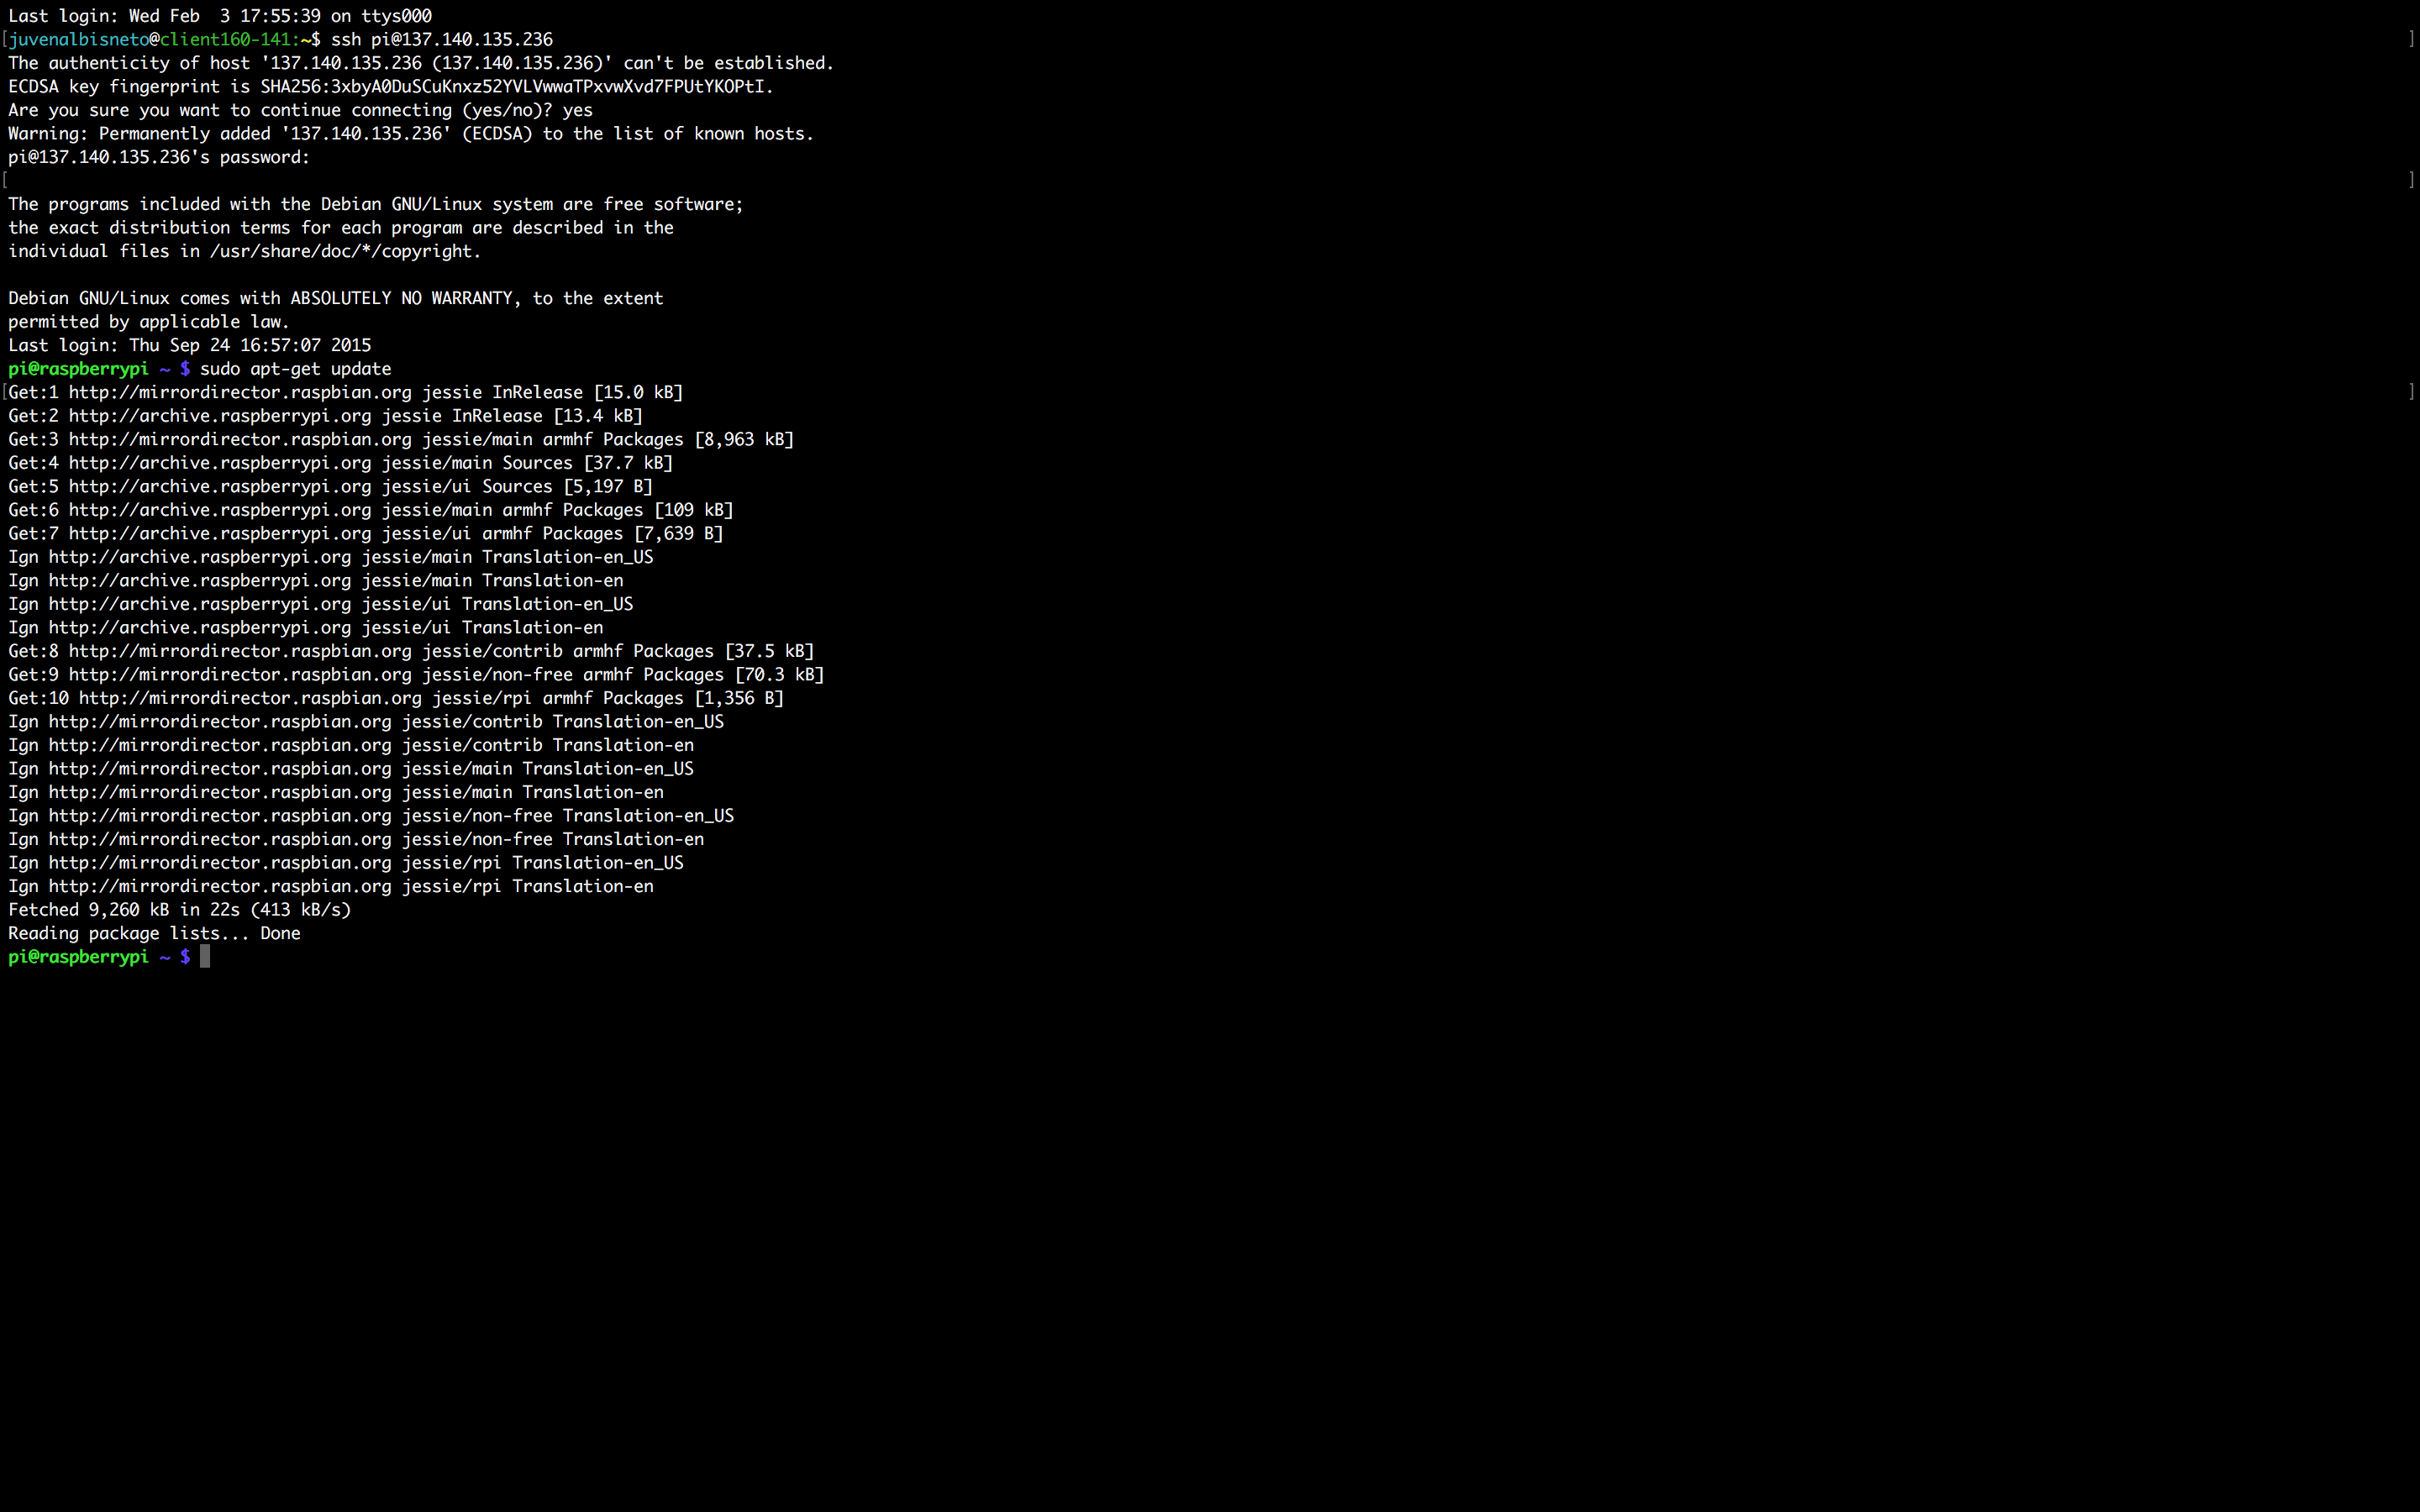 Last login: Wed Feb  3 17:55:39 on ttys000
[juvenalbisneto@client160-141:~$ ssh pi@137.140.135.236 ]
The authenticity of host '137.140.135.236 (137.140.135.236)' can't be established.
ECDSA key fingerprint is SHA256:3xbyA0DuSCuKnxz52YVLVwwaTPxvwXvd7FPUtYKOPtI.
Are you sure you want to continue connecting (yes/no)? yes
Warning: Permanently added '137.140.135.236' (ECDSA) to the list of known hosts.
pi@137.140.135.236's password:
[ ]
The programs included with the Debian GNU/Linux system are free software;
the exact distribution terms for each program are described in the
individual files in /usr/share/doc/*/copyright.

Debian GNU/Linux comes with ABSOLUTELY NO WARRANTY, to the extent
permitted by applicable law.
Last login: Thu Sep 24 16:57:07 2015
pi@raspberrypi ~ $ sudo apt-get update
[Get:1 http://mirrordirector.raspbian.org jessie InRelease [15.0 kB] ]
Get:2 http://archive.raspberrypi.org jessie InRelease [13.4 kB]
Get:3 http://mirrordirector.raspbian.org jessie/main armhf Packages [8,963 kB]
Get:4 http://archive.raspberrypi.org jessie/main Sources [37.7 kB]
Get:5 http://archive.raspberrypi.org jessie/ui Sources [5,197 B]
Get:6 http://archive.raspberrypi.org jessie/main armhf Packages [109 kB]
Get:7 http://archive.raspberrypi.org jessie/ui armhf Packages [7,639 B]
Ign http://archive.raspberrypi.org jessie/main Translation-en_US
Ign http://archive.raspberrypi.org jessie/main Translation-en
Ign http://archive.raspberrypi.org jessie/ui Translation-en_US
Ign http://archive.raspberrypi.org jessie/ui Translation-en
Get:8 http://mirrordirector.raspbian.org jessie/contrib armhf Packages [37.5 kB]
Get:9 http://mirrordirector.raspbian.org jessie/non-free armhf Packages [70.3 kB]
Get:10 http://mirrordirector.raspbian.org jessie/rpi armhf Packages [1,356 B]
Ign http://mirrordirector.raspbian.org jessie/contrib Translation-en_US
Ign http://mirrordirector.raspbian.org jessie/contrib Translation-en
Ign http://mirrordirector.raspbian.org jessie/main Translation-en_US
Ign http://mirrordirector.raspbian.org jessie/main Translation-en
Ign http://mirrordirector.raspbian.org jessie/non-free Translation-en_US
Ign http://mirrordirector.raspbian.org jessie/non-free Translation-en
Ign http://mirrordirector.raspbian.org jessie/rpi Translation-en_US
Ign http://mirrordirector.raspbian.org jessie/rpi Translation-en
Fetched 9,260 kB in 22s (413 kB/s)
Reading package lists... Done
pi@raspberrypi ~ $